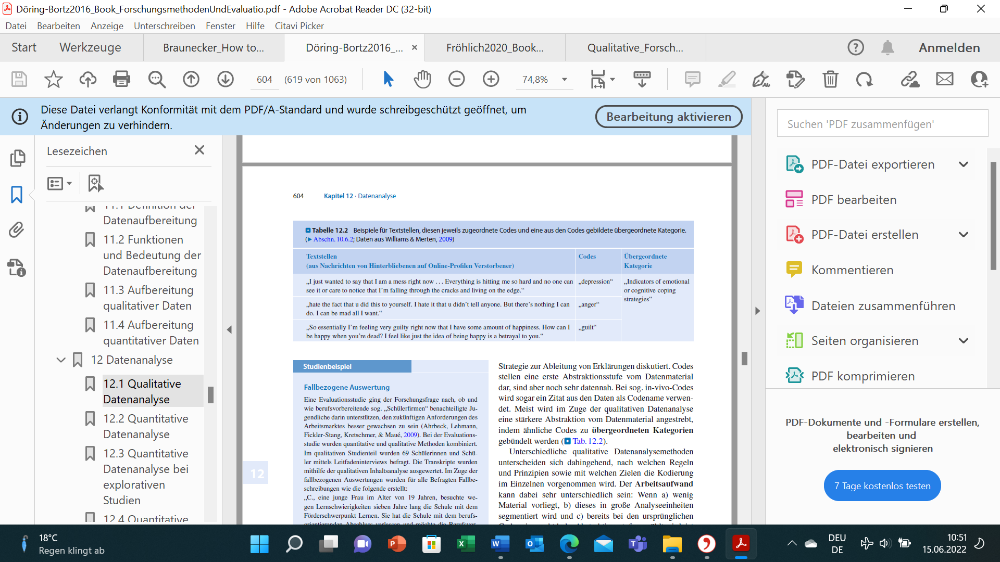 Döring-Bortz2016_Book_ForschungsmethodenUndEvaluatio.pdf - Adobe Acrobat Reader DC (32-bit)
Datei Bearbeiten Anzeige Unterschreiben Fenster Hilfe Citavi Picker
Start Werkzeuge Braunecker_How to... Döring-Bortz2016_... Fröhlich2020_Book... Qualitative_Forsch... Anmelden
604 (619 von 1063) 74,8%
Diese Datei verlangt Konformität mit dem PDF/A-Standard und wurde schreibgeschützt geöffnet, um
Änderungen zu verhindern.
Bearbeitung aktivieren
Lesezeichen
11.1 Definition der
Datenaufbereitung
11.2 Funktionen
und Bedeutung der
Datenaufbereitung
11.3 Aufbereitung
qualitativer Daten
11.4 Aufbereitung
quantitativer Daten
12 Datenanalyse
12.1 Qualitative
Datenanalyse
12.2 Quantitative
Datenanalyse
12.3 Quantitative
Datenanalyse bei
explorativen
Studien
12.4 Quantitative
604 Kapitel 12 · Datenanalyse
Tabelle 12.2 Beispiele für Textstellen, diesen jeweils zugeordnete Codes und eine aus den Codes gebildete übergeordnete Kategorie.
(► Abschn. 10.6.2; Daten aus Williams & Merten, 2009)
Textstellen
(aus Nachrichten von Hinterbliebenen auf Online-Profilen Verstorbener)
Codes
Übergeordnete
Kategorie
„I just wanted to say that I am a mess right now . . . Everything is hitting me so hard and no one can
see it or care to notice that I'm falling through the cracks and living on the edge.“
„depression“
„Indicators of emotional
or cognitive coping
strategies“
„hate the fact that u did this to yourself. I hate it that u didn't tell anyone. But there's nothing I can
do. I can be mad all I want.“
„anger“
„So essentially I'm feeling very guilty right now that I have some amount of happiness. How can I
be happy when you're dead? I feel like just the idea of being happy is a betrayal to you.“
„guilt“
Studienbeispiel
Fallbezogene Auswertung
Eine Evaluationsstudie ging der Forschungsfrage nach, ob und
wie berufsvorbereitende sog. „Schülerfirmen“ benachteiligte Ju-
gendliche darin unterstützen, den zukünftigen Anforderungen des
Arbeitsmarktes besser gewachsen zu sein (Ahrbeck, Lehmann,
Fickler-Stang, Kretschmer, & Maué, 2009). Bei der Evaluations-
studie wurden quantitative und qualitative Methoden kombiniert.
Im qualitativen Studienteil wurden 69 Schülerinnen und Schü-
ler mittels Leitfadeninterviews befragt. Die Transkripte wurden
mithilfe der qualitativen Inhaltsanalyse ausgewertet. Im Zuge der
fallbezogenen Auswertungen wurden für alle Befragten Fallbe-
schreibungen wie die folgende erstellt:
„C., eine junge Frau im Alter von 19 Jahren, besuchte we-
gen Lernschwierigkeiten sieben Jahre lang die Schule mit dem
Förderschwerpunkt Lernen. Sie hat die Schule mit dem berufs-
orientierenden Abschluss verlassen und möchte die Berufsvor-
12
Strategie zur Ableitung von Erklärungen diskutiert. Codes
stellen eine erste Abstraktionsstufe vom Datenmaterial
dar, sind aber noch sehr datennah. Bei sog. in-vivo-Codes
wird sogar ein Zitat aus den Daten als Codename verwen-
det. Meist wird im Zuge der qualitativen Datenanalyse
eine stärkere Abstraktion vom Datenmaterial angestrebt,
indem ähnliche Codes zu übergeordneten Kategorien
gebündelt werden (Tab. 12.2).
Unterschiedliche qualitative Datenanalysemethoden
unterscheiden sich dahingehend, nach welchen Regeln
und Prinzipien sowie mit welchen Zielen die Kodierung
im Einzelnen vorgenommen wird. Der Arbeitsaufwand
kann dabei sehr unterschiedlich sein: Wenn a) wenig
Material vorliegt, b) dieses in große Analyseeinheiten
segmentiert wird und c) bereits bei den ursprünglichen
Suchen 'PDF zusammenfügen'
PDF-Datei exportieren
PDF bearbeiten
PDF-Datei erstellen
Kommentieren
Dateien zusammenführen
Seiten organisieren
PDF komprimieren
PDF-Dokumente und -Formulare erstellen,
bearbeiten und
elektronisch signieren
7 Tage kostenlos testen
18°C
Regen klingt ab
DEU
DE
10:51
15.06.2022